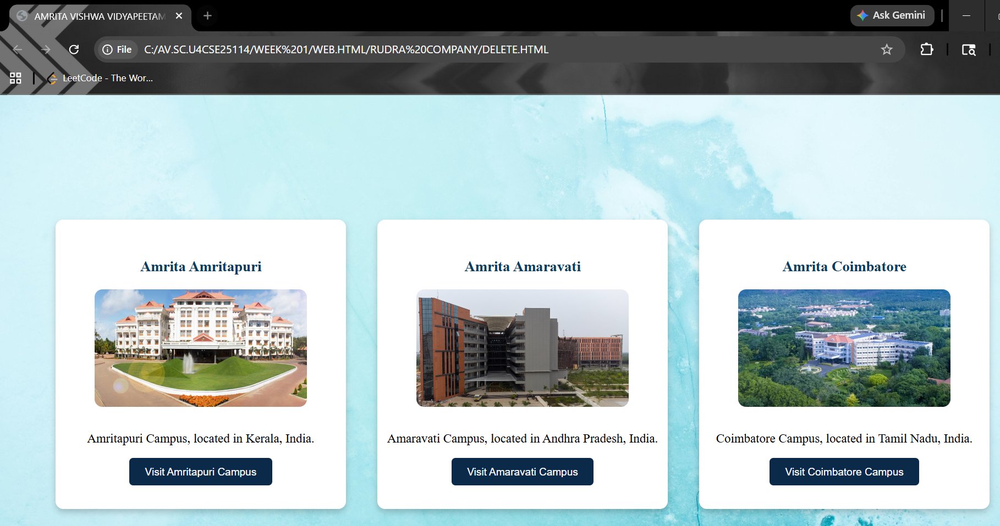 AMRITA VISHWA VIDYAPEETAM
Ask Gemini
File C:/AV.SC.U4CSE25114/WEEK%201/WEB.HTML/RUDRA%20COMPANY/DELETE.HTML
LeetCode - The Wor...
Amrita Amritapuri
Amritapuri Campus, located in Kerala, India.
Visit Amritapuri Campus
Amrita Amaravati
Amaravati Campus, located in Andhra Pradesh, India.
Visit Amaravati Campus
Amrita Coimbatore
Coimbatore Campus, located in Tamil Nadu, India.
Visit Coimbatore Campus